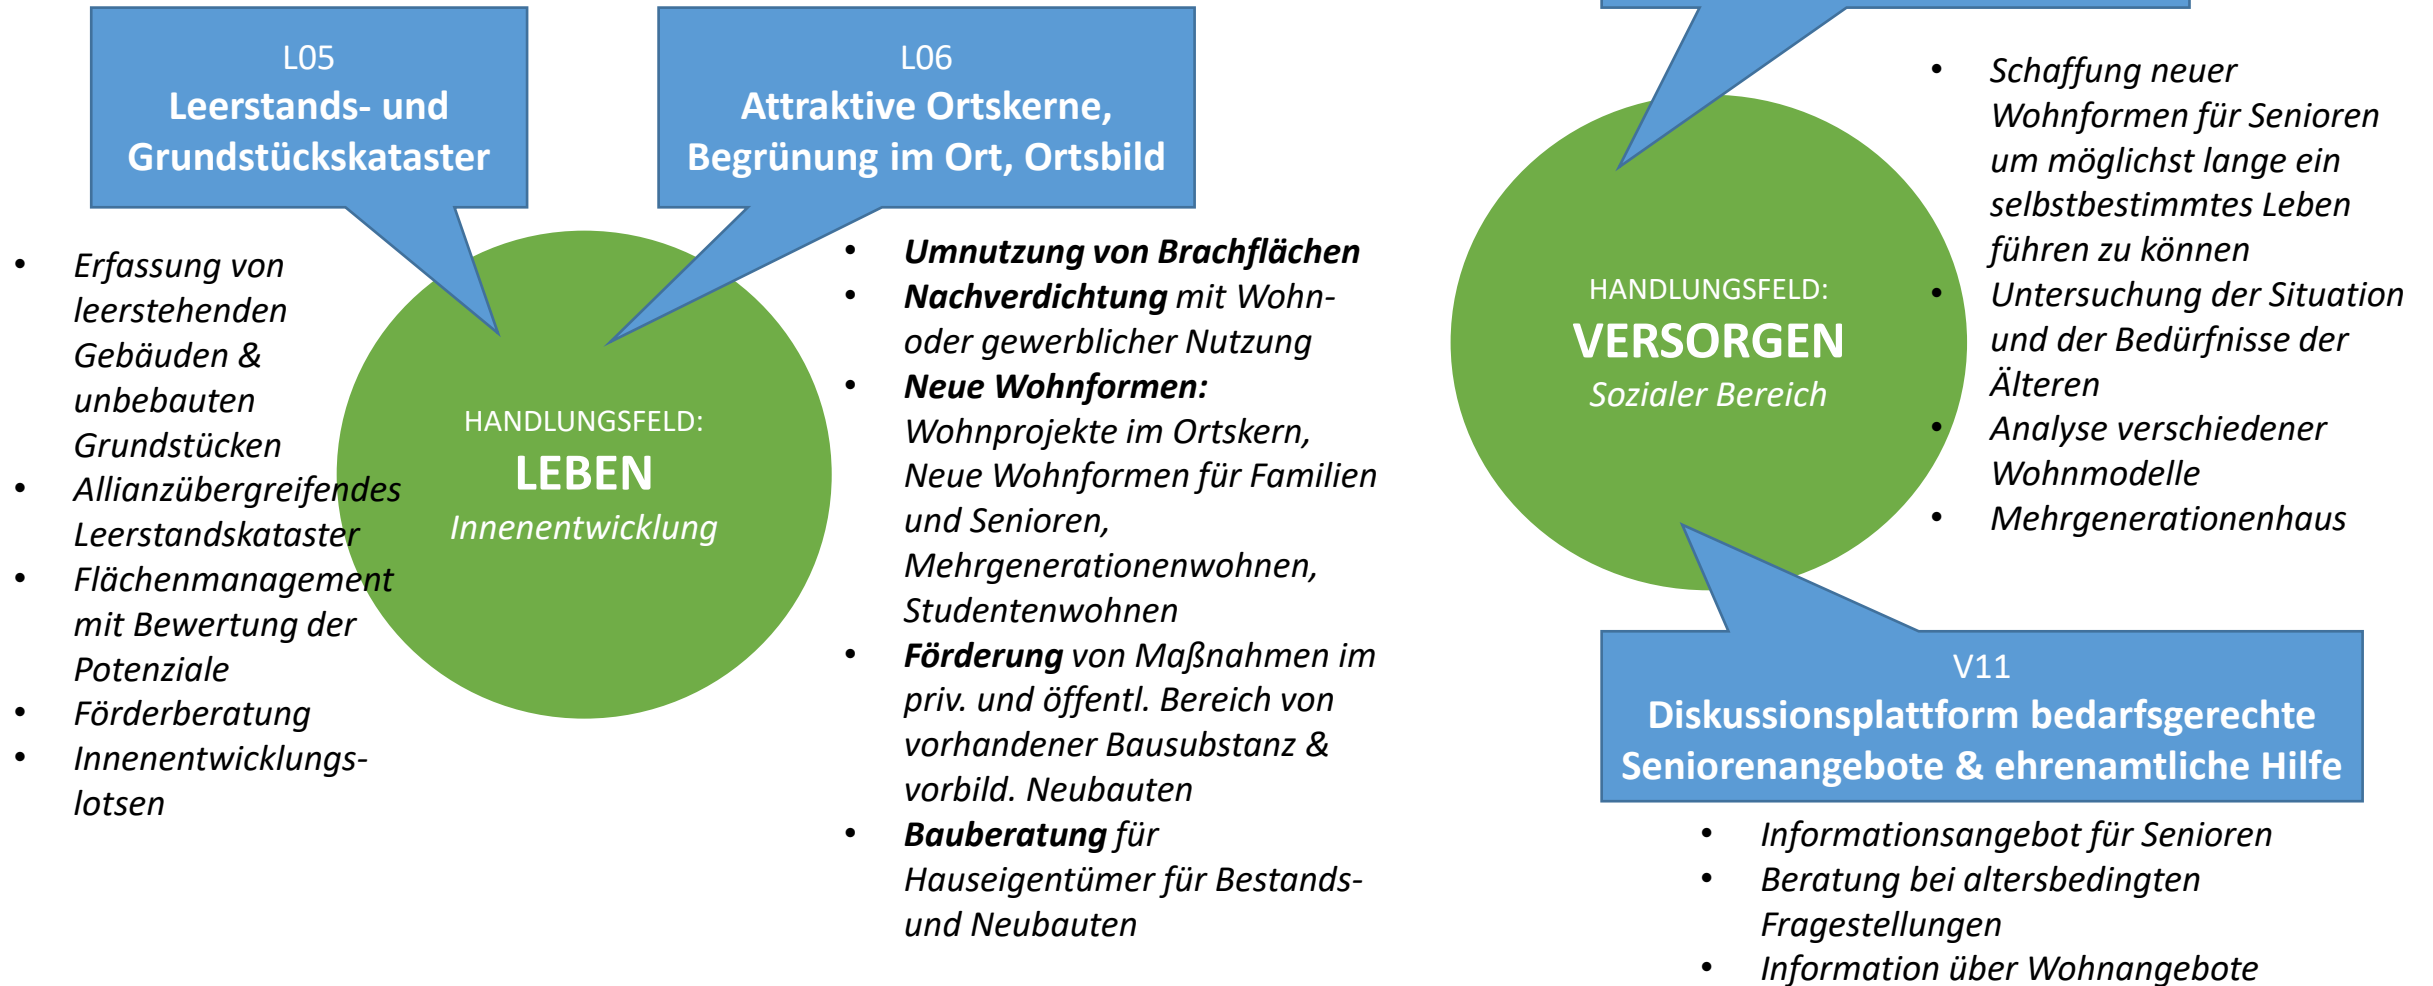 L05
Leerstands- und
Grundstückskataster
• Erfassung von
leerstehenden
Gebäuden &
unbebauten
Grundstücken
• Allianzübergreifendes
Leerstandskataster
• Flächenmanagement
mit Bewertung der
Potenziale
• Förderberatung
• Innenentwicklungs-
lotsen
HANDLUNGSFELD:
LEBEN
Innenentwicklung
L06
Attraktive Ortskerne,
Begrünung im Ort, Ortsbild
• Umnutzung von Brachflächen
• Nachverdichtung mit Wohn-
oder gewerblicher Nutzung
• Neue Wohnformen:
Wohnprojekte im Ortskern,
Neue Wohnformen für Familien
und Senioren,
Mehrgenerationenwohnen,
Studentenwohnen
• Förderung von Maßnahmen im
priv. und öffentl. Bereich von
vorhandener Bausubstanz &
vorbild. Neubauten
• Bauberatung für
Hauseigentümer für Bestands-
und Neubauten
HANDLUNGSFELD:
VERSORGEN
Sozialer Bereich
• Schaffung neuer
Wohnformen für Senioren
um möglichst lange ein
selbstbestimmtes Leben
führen zu können
• Untersuchung der Situation
und der Bedürfnisse der
Älteren
• Analyse verschiedener
Wohnmodelle
• Mehrgenerationenhaus
V11
Diskussionsplattform bedarfsgerechte
Seniorenangebote & ehrenamtliche Hilfe
• Informationsangebot für Senioren
• Beratung bei altersbedingten
Fragestellungen
• Information über Wohnangebote